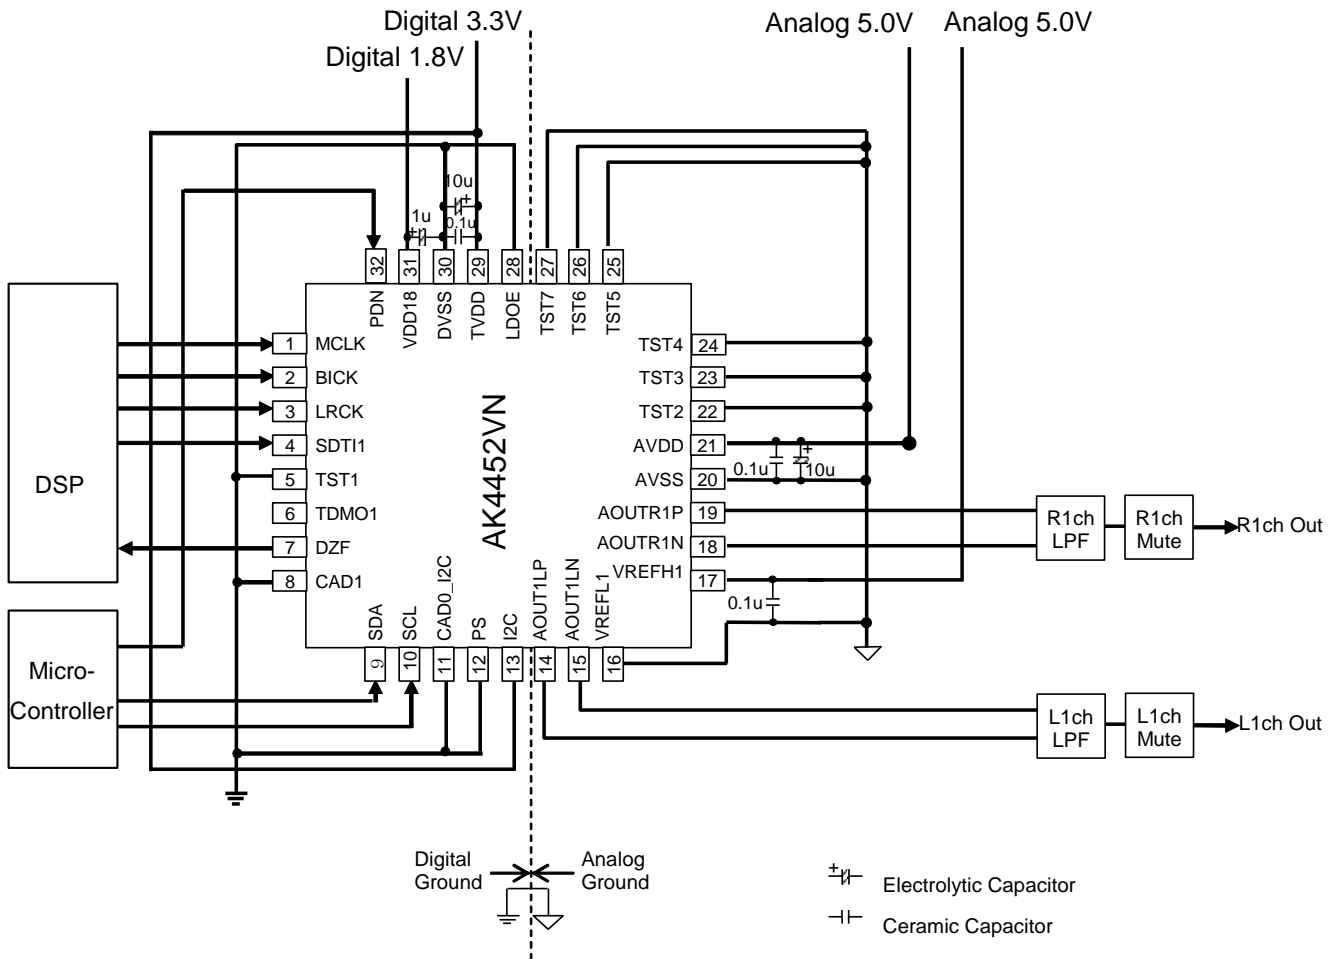 Digital 3.3V
Digital 1.8V
Analog 5.0V
Analog 5.0V
10u
+
1u
+
0.1u
32
31
30
29
28
27
26
25
PDN
VDD18
DVSS
TVDD
LDOE
TST7
TST6
TST5
DSP
1 MCLK
2 BICK
3 LRCK
4 SDTI1
5 TST1
6 TDMO1
7 DZF
8 CAD1
AK4452VN
TST4 24
TST3 23
TST2 22
AVDD 21
AVSS 20
AOUTR1P 19
AOUTR1N 18
VREFH1 17
0.1u
+
10u
0.1u
SDA
SCL
CAD0_I2C
PS
I2C
AOUT1LP
AOUT1LN
VREFL1
9
10
11
12
13
14
15
16
Micro-
Controller
R1ch
LPF
R1ch
Mute
R1ch Out
L1ch
LPF
L1ch
Mute
L1ch Out
Digital
Ground
Analog
Ground
+
Electrolytic Capacitor
Ceramic Capacitor